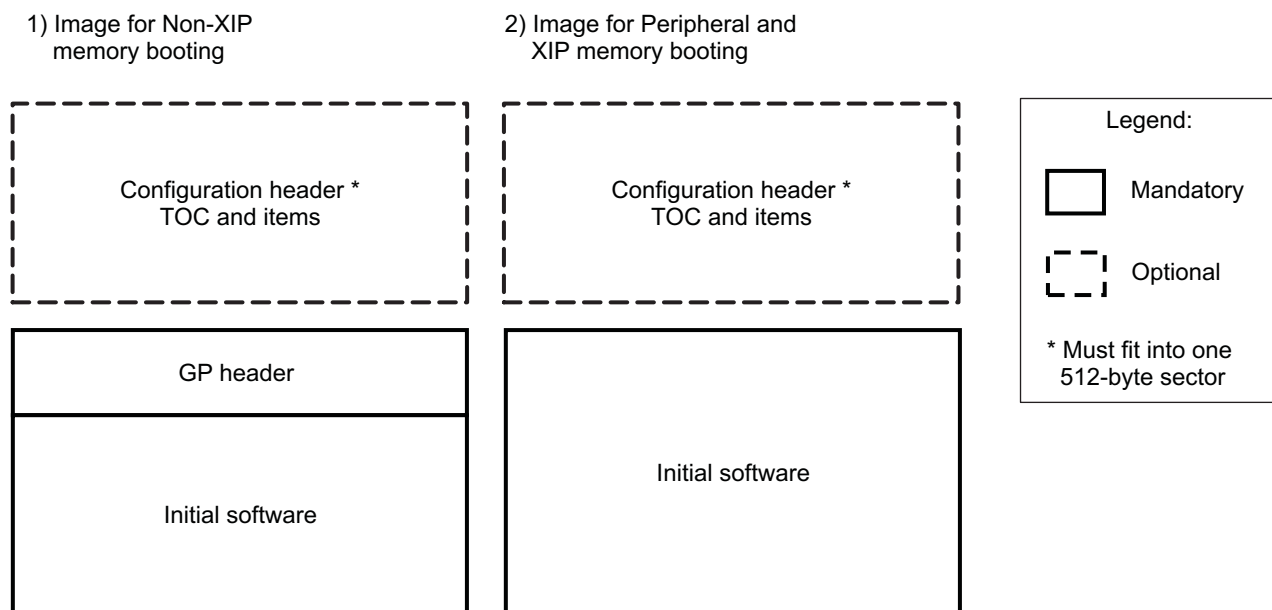 1) Image for Non-XIP
memory booting
2) Image for Peripheral and
XIP memory booting
Configuration header *
TOC and items
Configuration header *
TOC and items
GP header
Initial software
Initial software
Legend:
Mandatory
Optional
* Must fit into one
512-byte sector